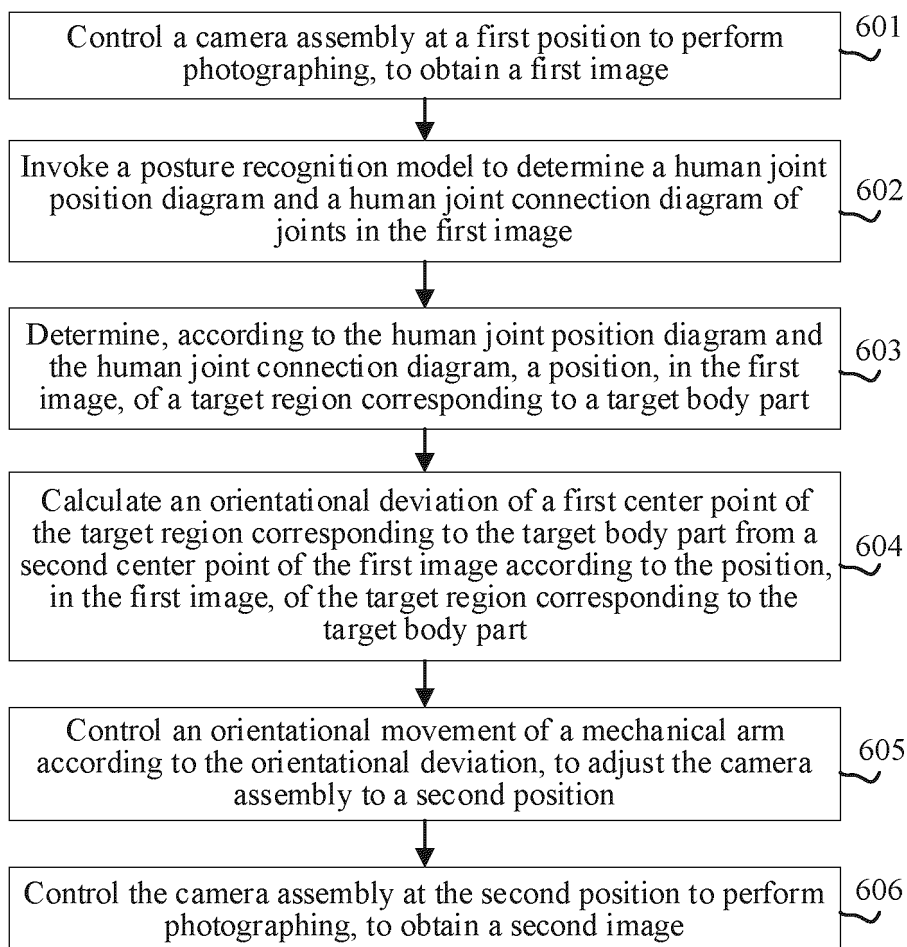 Control a camera assembly at a first position to perform
photographing, to obtain a first image
601
Invoke a posture recognition model to determine a human joint
position diagram and a human joint connection diagram of
joints in the first image
602
Determine, according to the human joint position diagram and
the human joint connection diagram, a position, in the first
image, of a target region corresponding to a target body part
603
Calculate an orientational deviation of a first center point of
the target region corresponding to the target body part from a
second center point of the first image according to the position,
in the first image, of the target region corresponding to the
target body part
604
Control an orientational movement of a mechanical arm
according to the orientational deviation, to adjust the camera
assembly to a second position
605
Control the camera assembly at the second position to perform
photographing, to obtain a second image
606